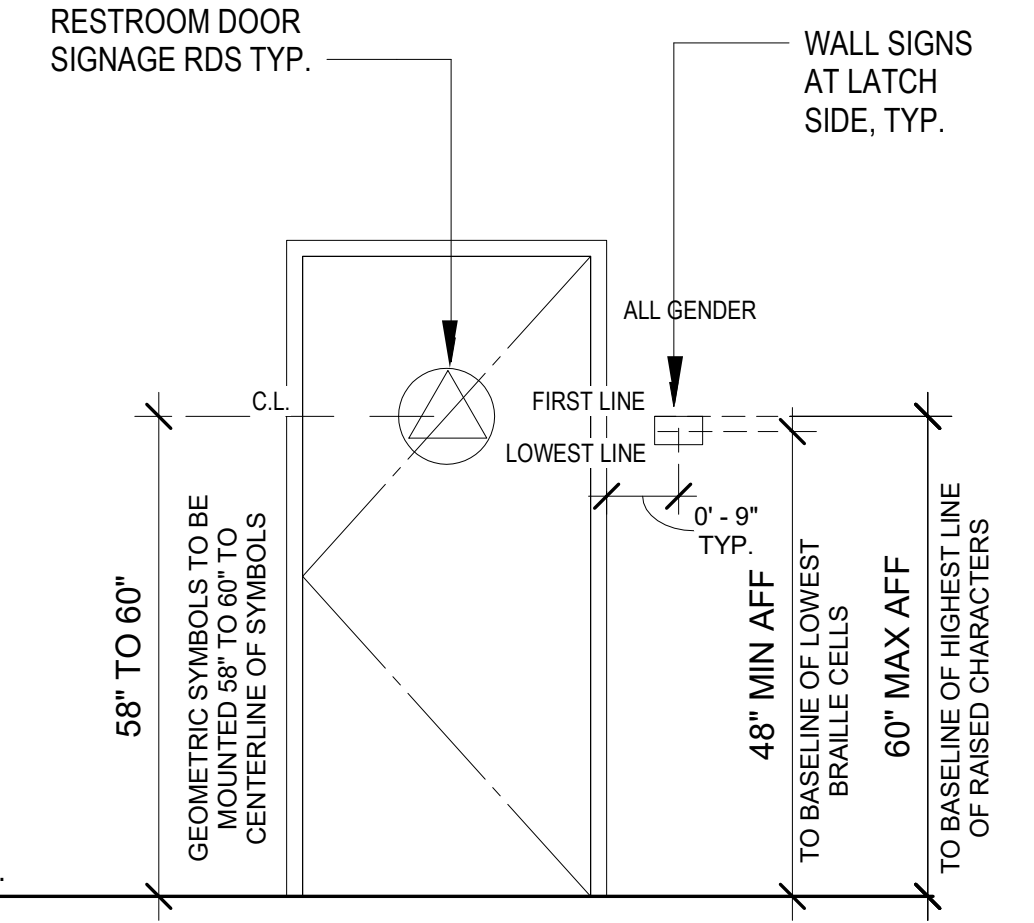 RESTROOM DOOR
SIGNAGE RDS TYP.
WALL SIGNS
AT LATCH
SIDE, TYP.
ALL GENDER
C.L.
FIRST LINE
LOWEST LINE
0' - 9"
TYP.
58" TO 60"
GEOMETRIC SYMBOLS TO BE
MOUNTED 58" TO 60" TO
CENTERLINE OF SYMBOLS
48" MIN AFF
TO BASELINE OF LOWEST
BRAILLE CELLS
60" MAX AFF
TO BASELINE OF HIGHEST LINE
OF RAISED CHARACTERS